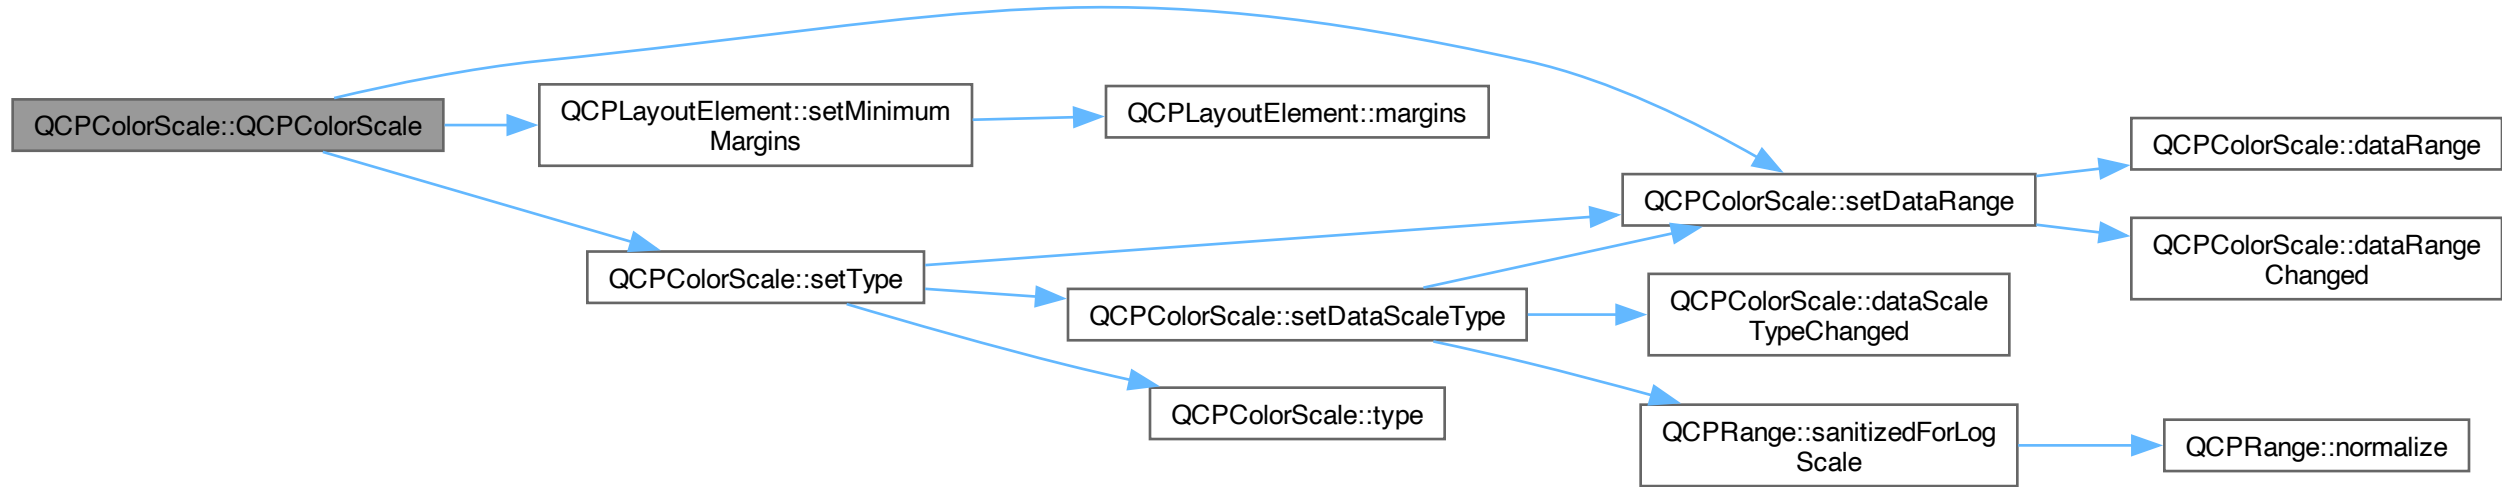 QCPColorScale::QCPColorScale
QCPLayoutElement::setMinimum
Margins
QCPLayoutElement::margins
QCPColorScale::setType
QCPColorScale::setDataScaleType
QCPColorScale::type
QCPColorScale::setDataRange
QCPColorScale::dataScale
TypeChanged
QCPRange::sanitizedForLog
Scale
QCPColorScale::dataRange
QCPColorScale::dataRange
Changed
QCPRange::normalize